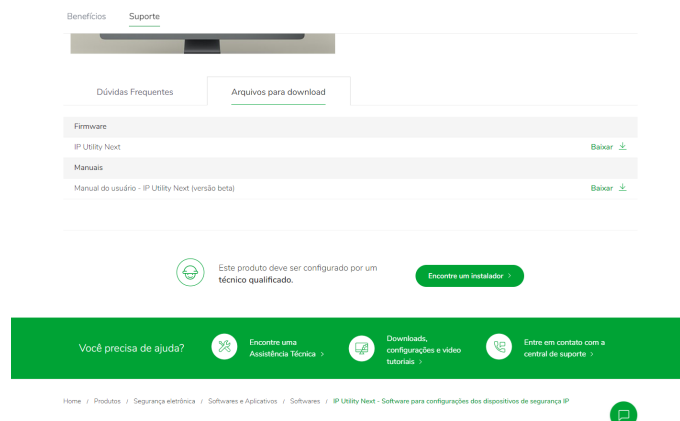 Benefícios Suporte
Dúvidas Frequentes Arquivos para download
Firmware
IP Utility Next Baixar
Manuais
Manual do usuário - IP Utility Next (versão beta) Baixar
Este produto deve ser configurado por um
técnico qualificado.
Encontre um instalador >
Você precisa de ajuda?
Encontre uma
Assistência Técnica >
Downloads,
configurações e video
tutoriais >
Entre em contato com a
central de suporte >
Home / Produtos / Segurança eletrônica / Softwares e Aplicativos / Softwares / IP Utility Next - Software para configurações dos dispositivos de segurança IP